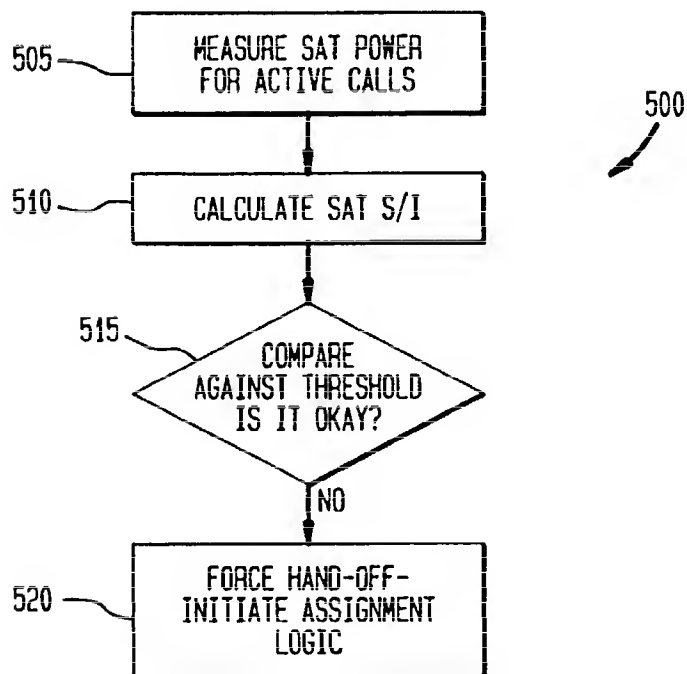 505
MEASURE SAT POWER
FOR ACTIVE CALLS
500
510
CALCULATE SAT S/I
515
COMPARE
AGAINST THRESHOLD
IS IT OKAY?
NO
520
FORCE HAND-OFF-
INITIATE ASSIGNMENT
LOGIC